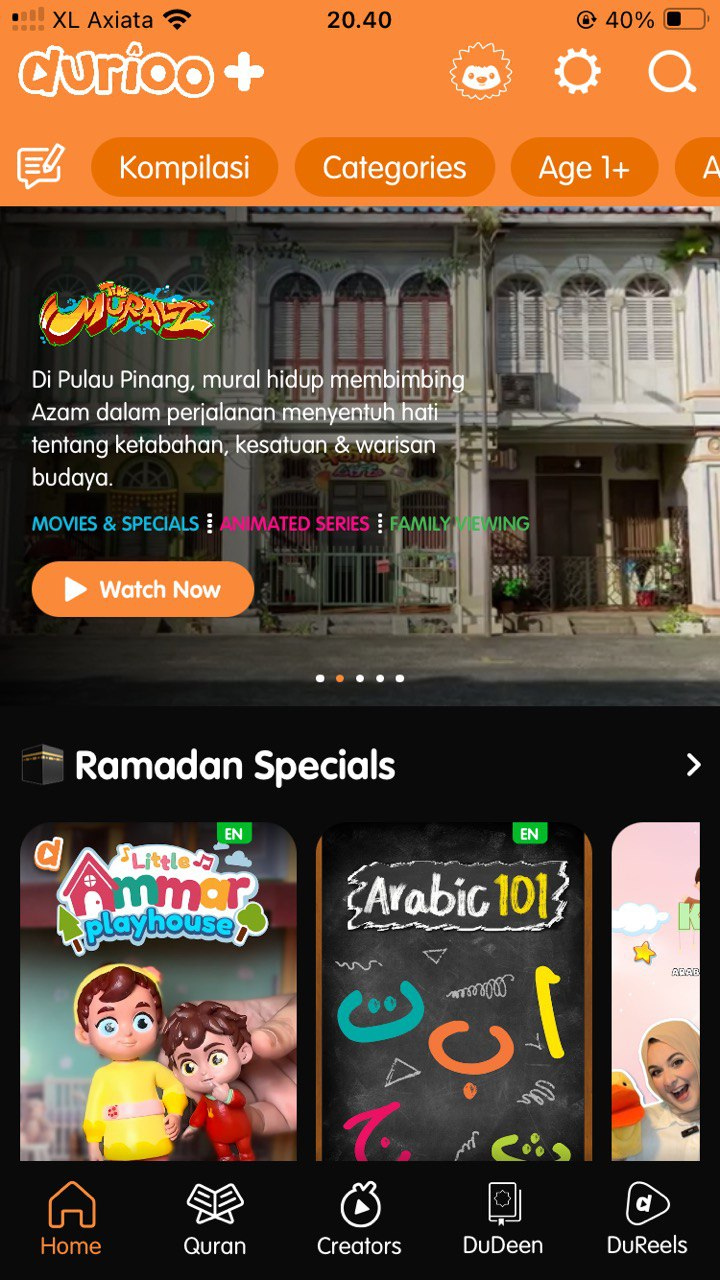 XL Axiata 20.40 40%
durioo+
Kompilasi Categories Age 1+ A
The
MURALZ
Di Pulau Pinang, mural hidup membimbing
Azam dalam perjalanan menyentuh hati
tentang ketabahan, kesatuan & warisan
budaya.
MOVIES & SPECIALS ANIMATED SERIES FAMILY VIEWING
Watch Now
Ramadan Specials
EN
d
Little
Ammar
playhouse
EN
Arabic 101
ا
ت
ب
ج
K
ARAB
Home Quran Creators DuDeen DuReels